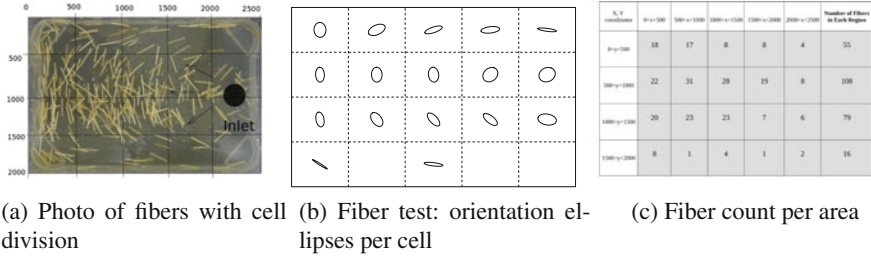 0 500 1000 1500 2000 2500
500
1000
1500
2000
Inlet
X, Y coordinates 0<x<500 500<x<1000 1000<x<1500 1500<x<2000 2000<x<2500 Number of Fibers in Each Region
0<y<500 18 17 8 8 4 55
500<y<1000 22 31 28 19 8 108
1000<y<1500 20 23 23 7 6 79
1500<y<2000 8 1 4 1 2 16
(a) Photo of fibers with cell division
(b) Fiber test: orientation ellipses per cell
(c) Fiber count per area